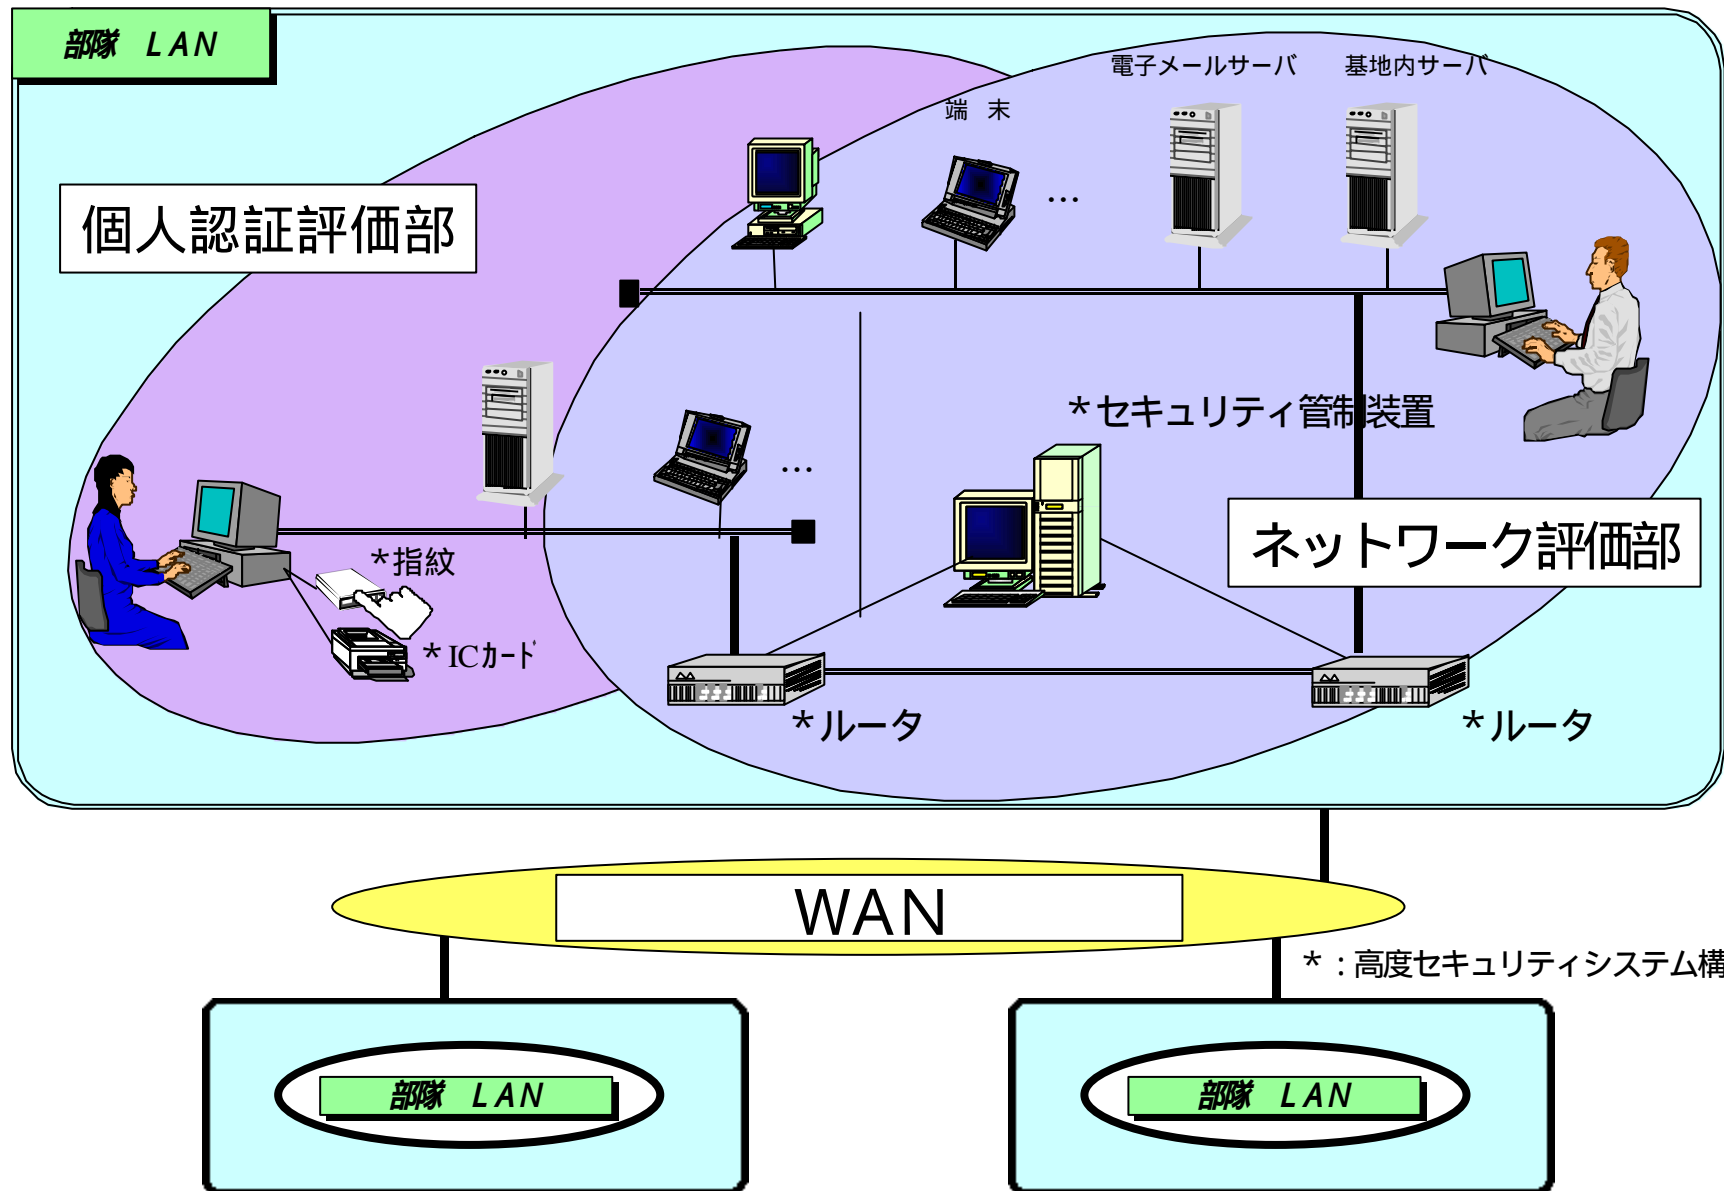 部隊 LAN
電子メールサーバ 基地内サーバ
端 末
個人認証評価部
…
*セキュリティ管制装置
…
ネットワーク評価部
*指紋
*ICカード
*ルータ *ルータ
WAN
*:高度セキュリティシステム構
部隊 LAN 部隊 LAN